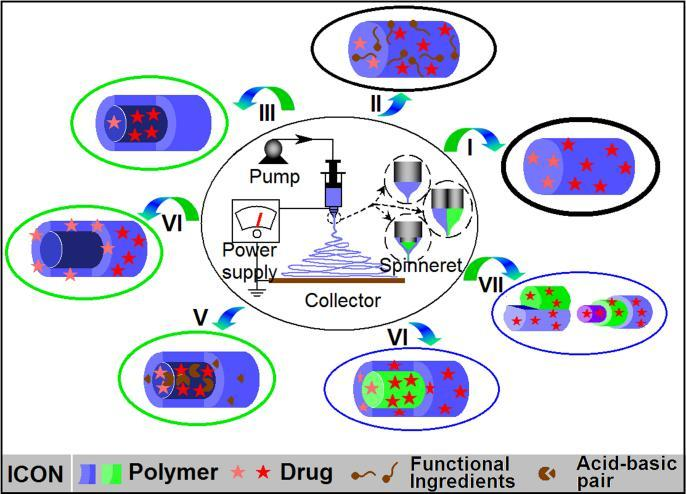 II
III
I
Pump
VI
Power
supply
Spinneret
VII
Collector
V
VI
ICON
Polymer
Drug
Functional
Ingredients
Acid-basic
pair